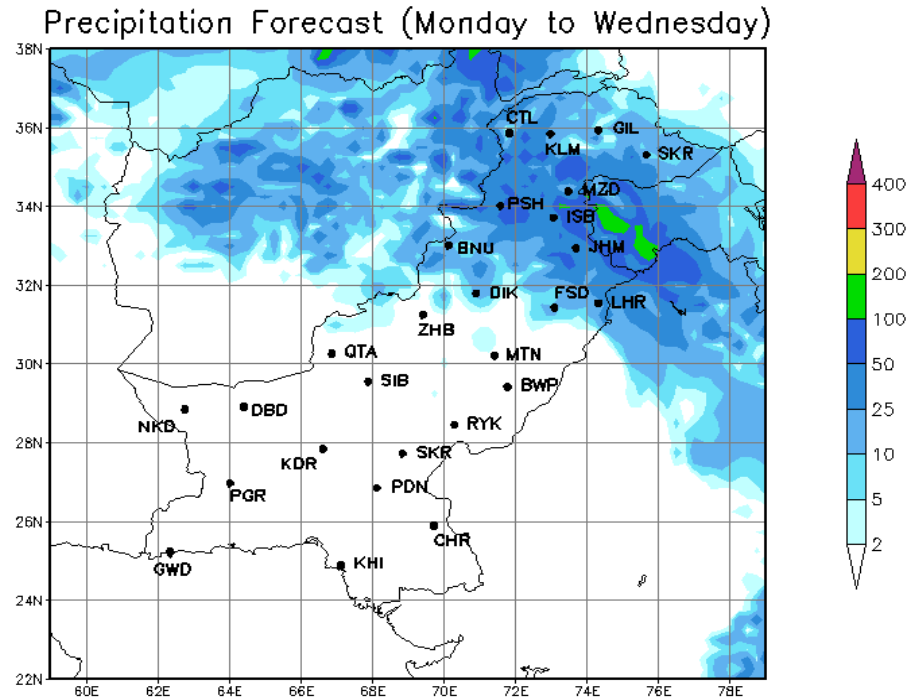 Precipitation Forecast (Monday to Wednesday)
38N
36N
34N
32N
30N
28N
26N
24N
22N
CTL
KLM
GIL
SKR
MZD
PSH
ISB
BNU
JHM
DIK
FSD
LHR
ZHB
QTA
MTN
SIB
BWP
NKD
DBD
RYK
KDR
SKR
PGR
PDN
CHR
GWD
KHI
60E
62E
64E
66E
68E
70E
72E
74E
76E
78E
400
300
200
100
50
25
10
5
2